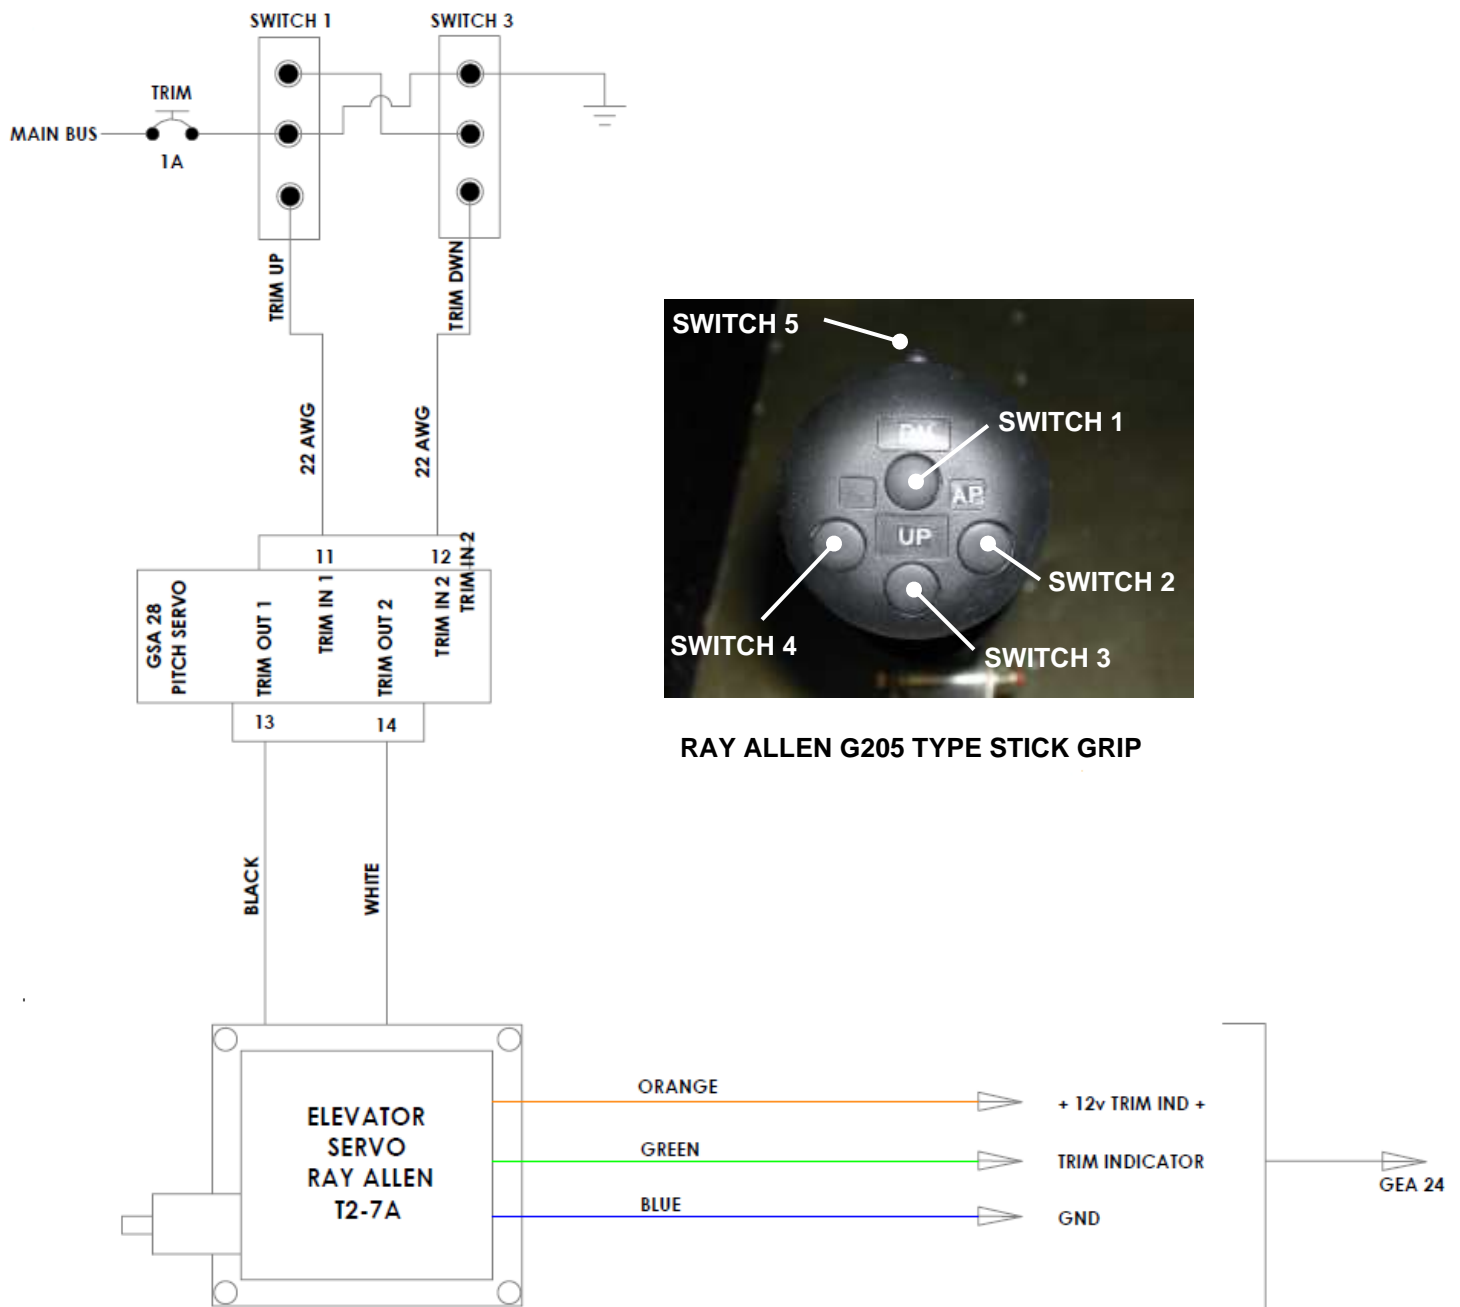 SWITCH 1
SWITCH 3
TRIM
MAIN BUS
1A
TRIM UP
TRIM DWN
22 AWG
22 AWG
SWITCH 5
SWITCH 1
AP
UP
SWITCH 2
SWITCH 4
SWITCH 3
RAY ALLEN G205 TYPE STICK GRIP
11
12
GSA 28
PITCH SERVO
TRIM OUT 1
TRIM IN 1
TRIM OUT 2
TRIM IN 2
TRIM IN 2
13
14
BLACK
WHITE
ELEVATOR
SERVO
RAY ALLEN
T2-7A
ORANGE
GREEN
BLUE
+ 12v TRIM IND +
TRIM INDICATOR
GND
GEA 24